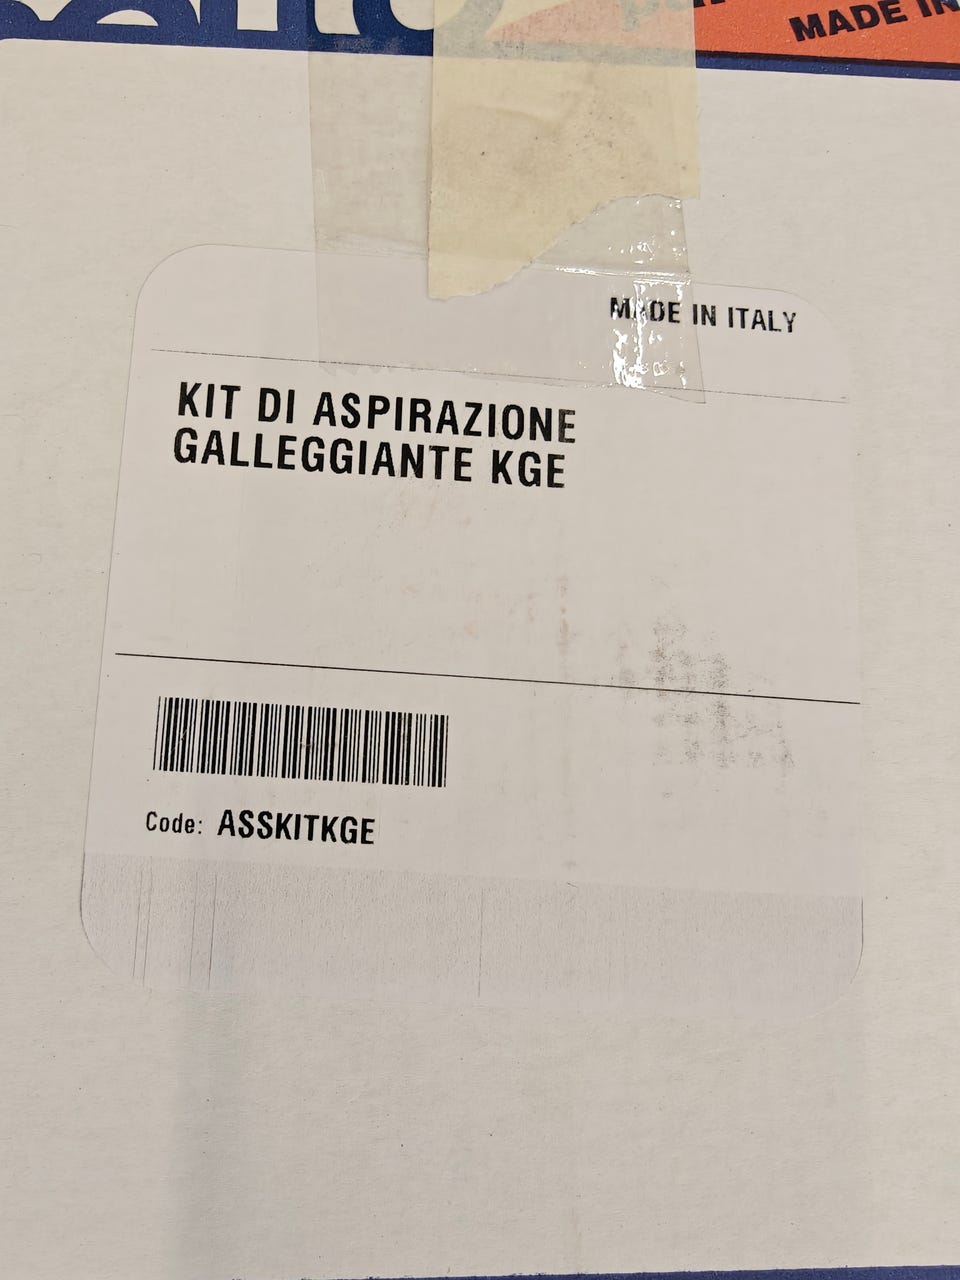 MADE IN
MADE IN ITALY
KIT DI ASPIRAZIONE
GALLEGGIANTE KGE
Code: ASSKITKGE